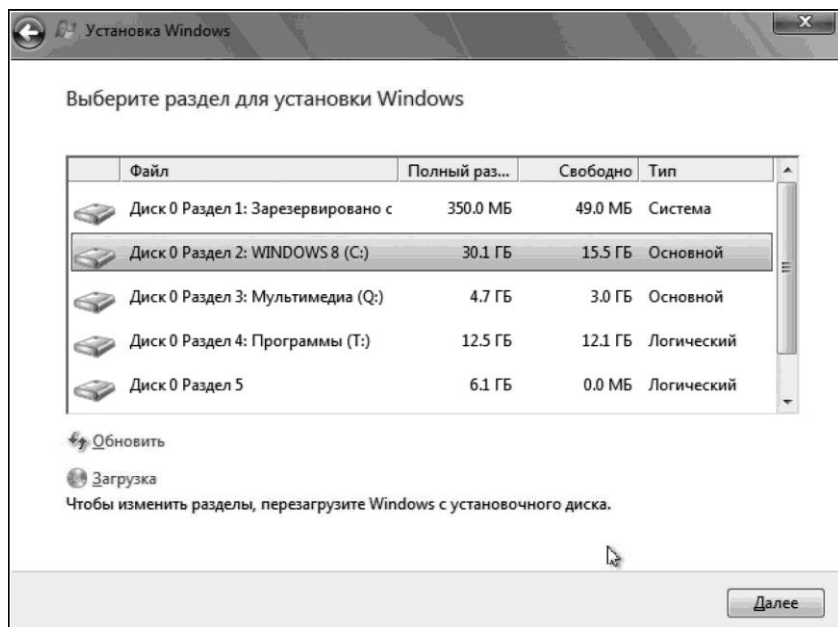 Установка Windows
Выберите раздел для установки Windows
Файл Полный раз... Свободно Тип
Диск 0 Раздел 1: Зарезервировано с 350.0 МБ 49.0 МБ Система
Диск 0 Раздел 2: WINDOWS 8 (C:) 30.1 ГБ 15.5 ГБ Основной
Диск 0 Раздел 3: Мультимедиа (Q:) 4.7 ГБ 3.0 ГБ Основной
Диск 0 Раздел 4: Программы (T:) 12.5 ГБ 12.1 ГБ Логический
Диск 0 Раздел 5 6.1 ГБ 0.0 МБ Логический
Обновить
Загрузка
Чтобы изменить разделы, перезагрузите Windows с установочного диска.
Далее